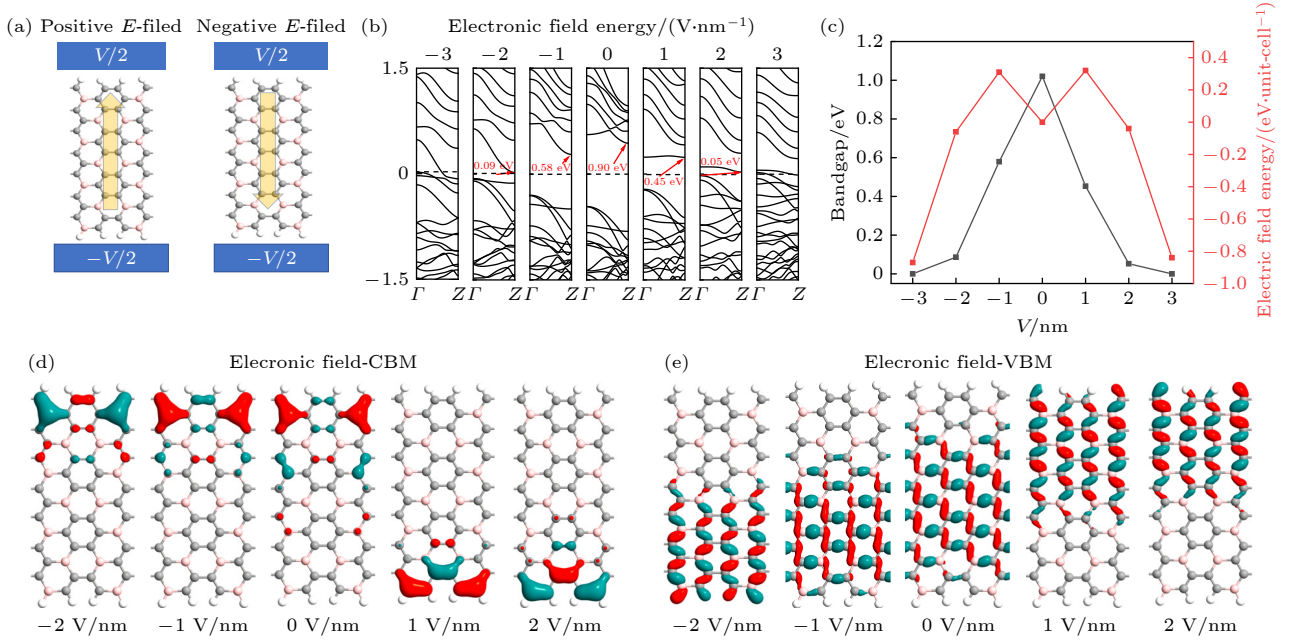 (a) Positive E-filed Negative E-filed
V/2 V/2
−V/2 −V/2
(b) Electronic field energy/(V·nm⁻¹)
−3 −2 −1 0 1 2 3
1.5
0
−1.5
0.09 eV 0.58 eV 0.90 eV 0.45 eV 0.05 eV
Γ Z Γ Z Γ Z Γ Z Γ Z Γ Z Γ Z
(c)
Bandgap/eV
1.2
1.0
0.8
0.6
0.4
0.2
0
−3 −2 −1 0 1 2 3
V/nm
0.4
0.2
0
−0.2
−0.4
−0.6
−0.8
−1.0
Electric field energy/(eV·unit-cell⁻¹)
(d) Elecronic field-CBM
−2 V/nm −1 V/nm 0 V/nm 1 V/nm 2 V/nm
(e) Elecronic field-VBM
−2 V/nm −1 V/nm 0 V/nm 1 V/nm 2 V/nm